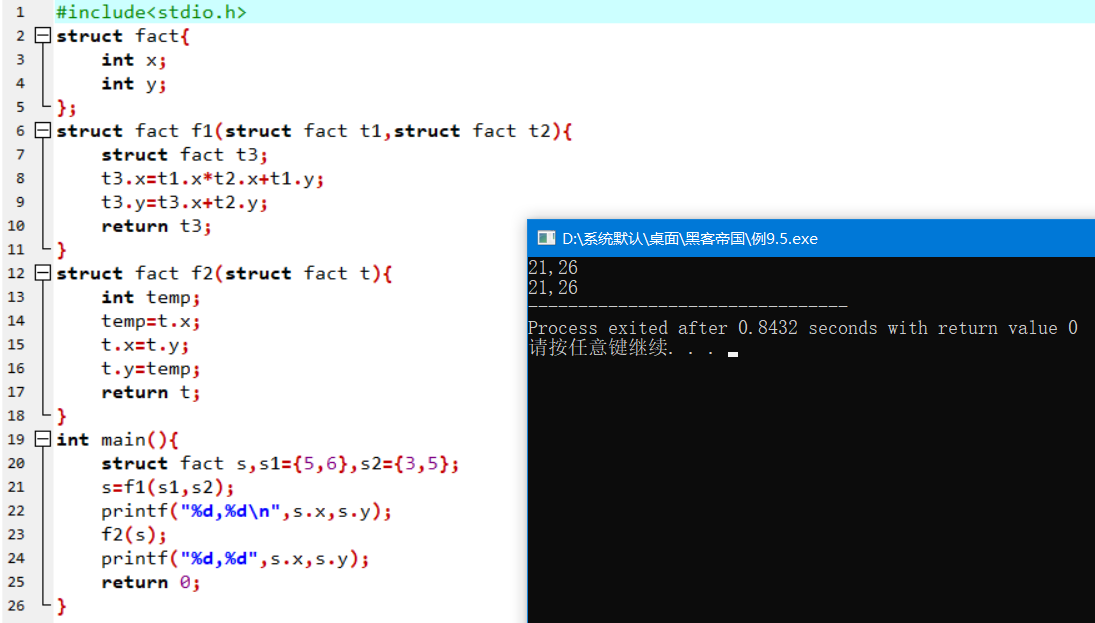 1 #include<stdio.h>
2 struct fact{
3 int x;
4 int y;
5 };
6 struct fact f1(struct fact t1,struct fact t2){
7 struct fact t3;
8 t3.x=t1.x*t2.x+t1.y;
9 t3.y=t3.x+t2.y;
10 return t3;
11 }
12 struct fact f2(struct fact t){
13 int temp;
14 temp=t.x;
15 t.x=t.y;
16 t.y=temp;
17 return t;
18 }
19 int main(){
20 struct fact s,s1={5,6},s2={3,5};
21 s=f1(s1,s2);
22 printf("%d,%d\n",s.x,s.y);
23 f2(s);
24 printf("%d,%d",s.x,s.y);
25 return 0;
26 }
D:\系统默认\桌面\黑客帝国\例9.5.exe
21,26
21,26
--------------------------------
Process exited after 0.8432 seconds with return value 0
请按任意键继续. . .